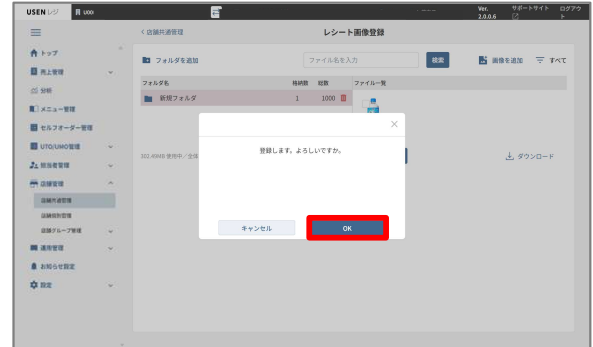 USEN レジ
Ver.
2.0.0.6
サポートサイト
ログアウト
< 店舗共通管理
レシート画像登録
トップ
売上管理
分析
メニュー管理
セルフオーダー管理
UTO/UMO管理
担当者管理
店舗管理
店舗共通管理
店舗個別管理
店舗グループ管理
適用管理
お知らせ設定
設定
フォルダを追加
ファイル名を入力
検索
画像を追加
すべて
フォルダ名
格納数
総数
ファイル一覧
新規フォルダ
1
1000
登録します。よろしいですか。
ダウンロード
キャンセル
OK